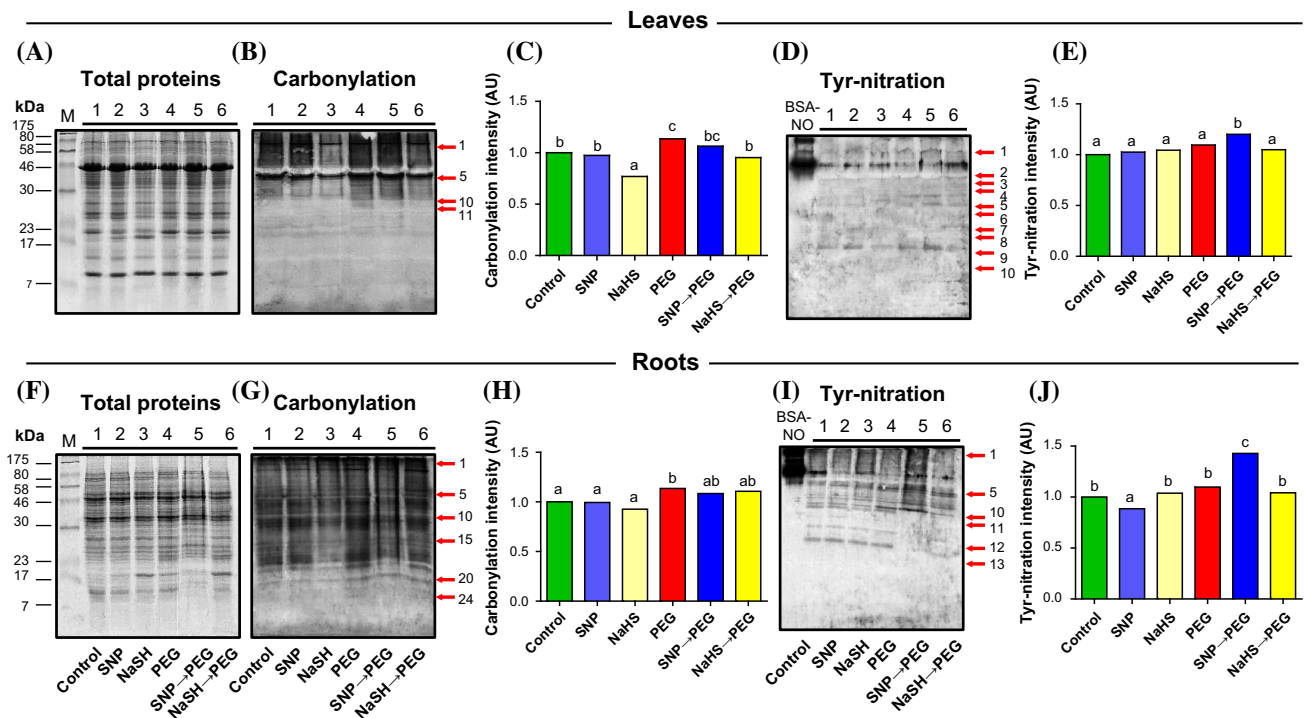 Leaves
(A)
(B)
(C)
(D)
(E)
Total proteins
Carbonylation
Tyr-nitration
kDa
M
1 2 3 4 5 6
175
80
58
46
30
23
17
7
1 2 3 4 5 6
1
5
10
11
Carbonylation intensity (AU)
1.5
1.0
0.5
0.0
b b a c bc b
Control
SNP
NaHS
PEG
SNP→PEG
NaHS→PEG
BSA-
NO
1 2 3 4 5 6
1
2
3
4
5
6
7
8
9
10
Tyr-nitration intensity (AU)
1.5
1.0
0.5
0.0
a a a a b a
Control
SNP
NaHS
PEG
SNP→PEG
NaHS→PEG
Roots
(F)
(G)
(H)
(I)
(J)
Total proteins
Carbonylation
Tyr-nitration
kDa
M
1 2 3 4 5 6
175
80
58
46
30
23
17
7
Control
SNP
NaSH
PEG
SNP→PEG
NaSH→PEG
1 2 3 4 5 6
1
5
10
15
20
24
Control
SNP
NaSH
PEG
SNP→PEG
NaSH→PEG
Carbonylation intensity (AU)
1.5
1.0
0.5
0.0
a a a b ab ab
Control
SNP
NaHS
PEG
SNP→PEG
NaHS→PEG
BSA-
NO
1 2 3 4 5 6
1
5
10
11
12
13
Control
SNP
NaSH
PEG
SNP→PEG
NaSH→PEG
Tyr-nitration intensity (AU)
1.5
1.0
0.5
0.0
b a b b c b
Control
SNP
NaHS
PEG
SNP→PEG
NaHS→PEG